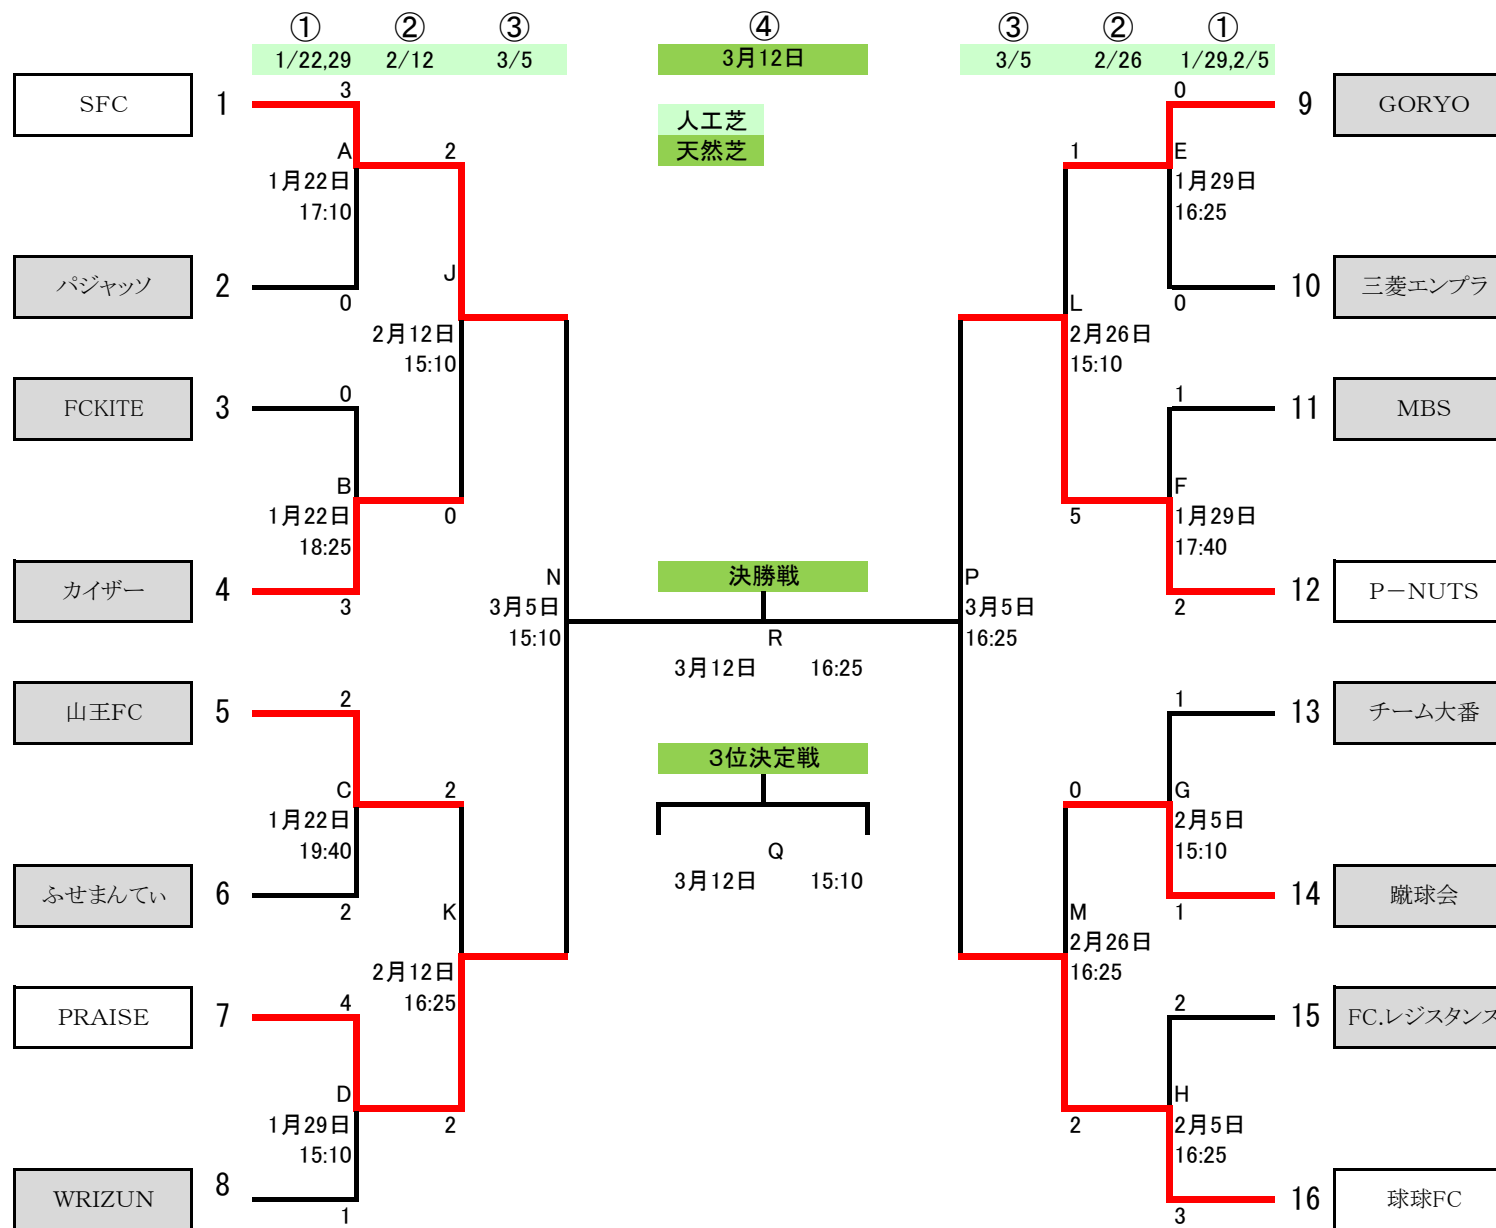 ① ② ③ ④ ③ ② ①
1/22,29 2/12 3/5 3月12日 3/5 2/26 1/29,2/5
人工芝
天然芝
SFC 1 3
A 2
1月22日
17:10
パジャッソ 2 0
J
2月12日
15:10
FCKITE 3 0
B
1月22日 0
18:25
カイザー 4 3
N
3月5日
15:10
山王FC 5 2
C 2
1月22日
19:40
ふせまんてぃ 6 2
K
2月12日
16:25
PRAISE 7 4
D
1月29日 2
15:10
WRIZUN 8 1
決勝戦
R
3月12日 16:25
3位決定戦
Q
3月12日 15:10
0 9 GORYO
1 E
1月29日
16:25
0 10 三菱エンプラ
L
2月26日
15:10
1 11 MBS
F
5 1月29日
17:40
2 12 P－NUTS
P
3月5日
16:25
1 13 チーム大番
0 G
2月5日
15:10
1 14 蹴球会
M
2月26日
16:25
2 15 FC.レジスタンス
H
2 2月5日
16:25
3 16 球球FC